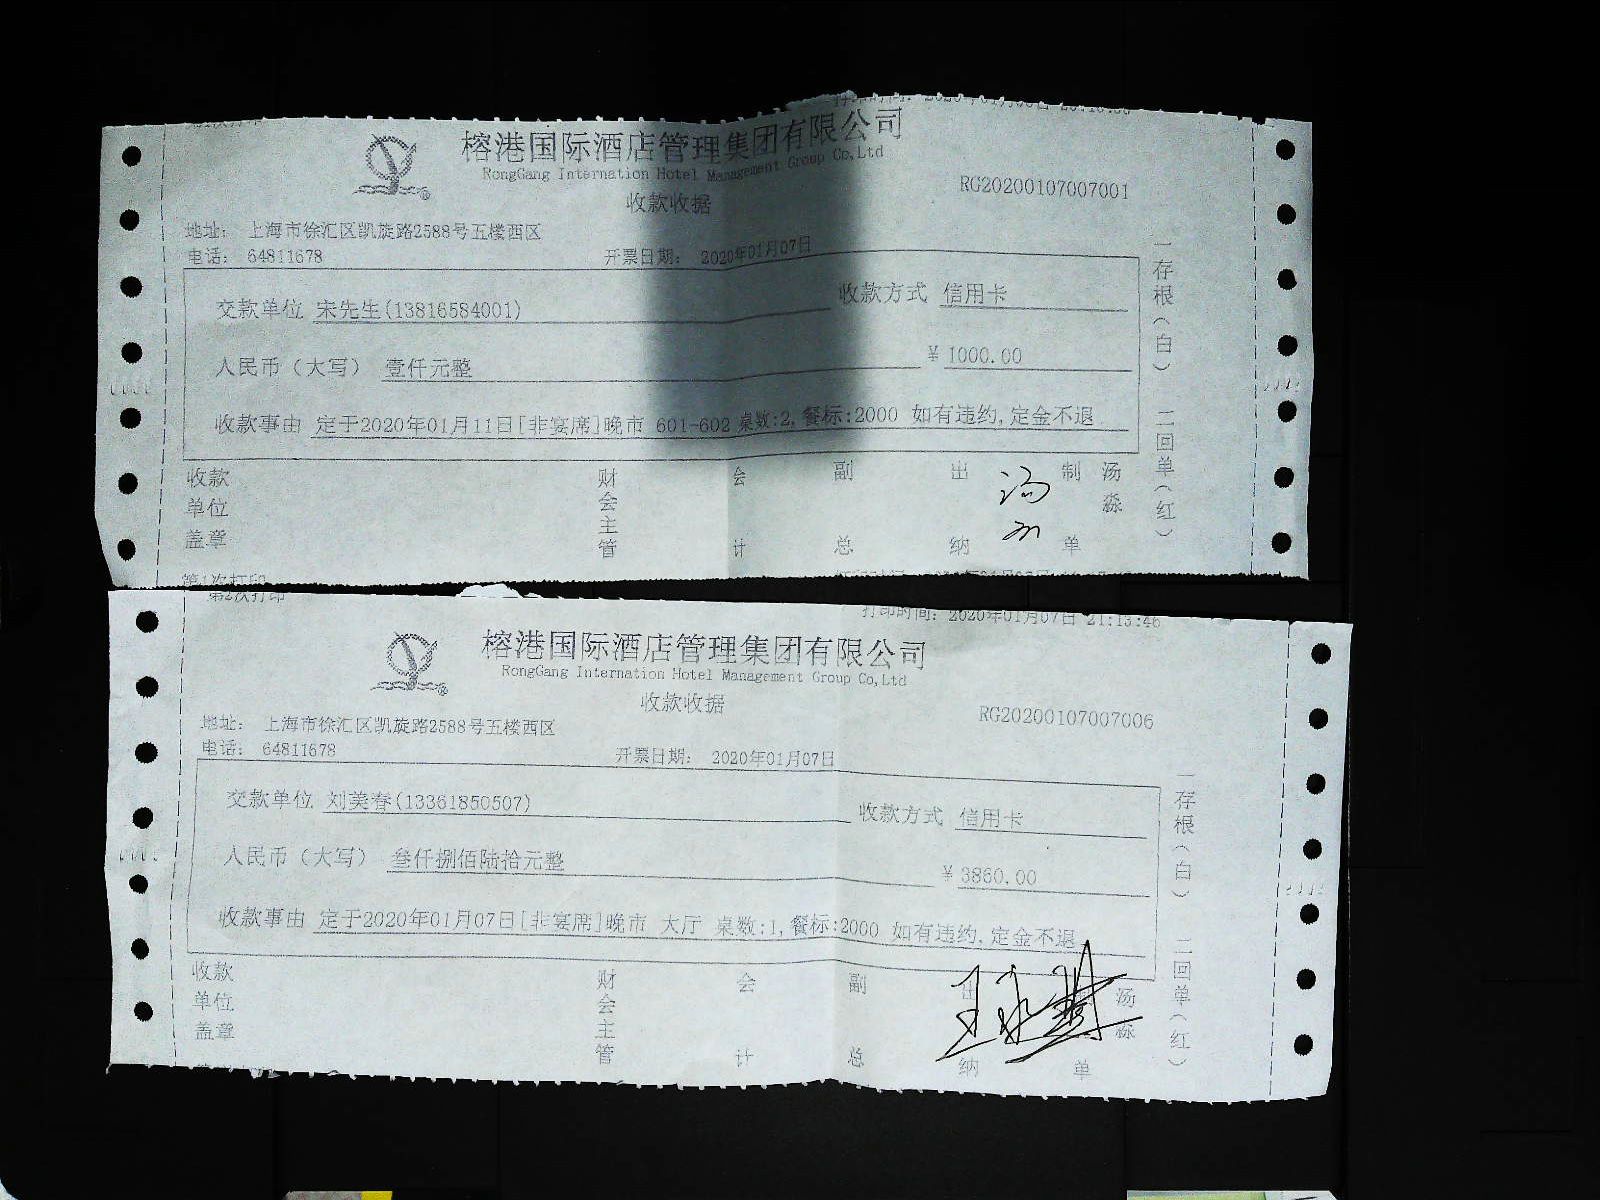 榕港国际酒店管理集团有限公司
RongGang Internation Hotel Management Group Co,Ltd
收款收据
RG20200107007001
地址: 上海市徐汇区凯旋路2588号五楼西区
电话: 64811678 开票日期: 2020年01月07日
交款单位 宋先生(13816584001) 收款方式 信用卡
人民币（大写） 壹仟元整 ¥ 1000.00
收款事由 定于2020年01月11日[非宴席]晚市 601-602 桌数:2,餐标:2000 如有违约,定金不退
收款单位盖章 财会主管 会计 副总 出纳 制单 汤淼
一存根（白） 二回单（红）
第2次打印 打印时间: 2020年01月07日 21:13:46
榕港国际酒店管理集团有限公司
RongGang Internation Hotel Management Group Co,Ltd
收款收据
RG20200107007006
地址: 上海市徐汇区凯旋路2588号五楼西区
电话: 64811678 开票日期: 2020年01月07日
交款单位 刘美春(13361850507) 收款方式 信用卡
人民币（大写） 叁仟捌佰陆拾元整 ¥ 3860.00
收款事由 定于2020年01月07日[非宴席]晚市 大厅 桌数:1,餐标:2000 如有违约,定金不退
收款单位盖章 财会主管 会计 副总 出纳 单 汤淼
一存根（白） 二回单（红）